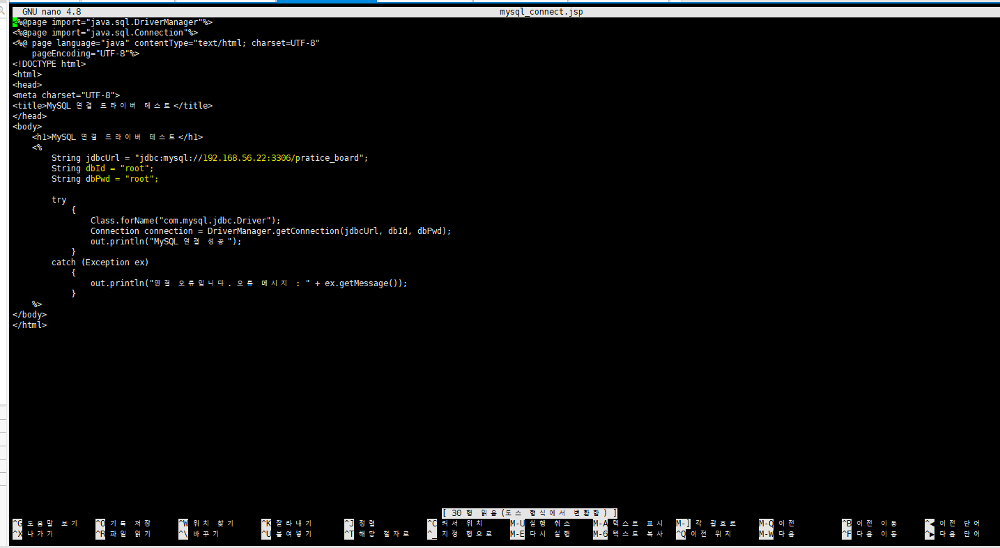 GNU nano 4.8 mysql_connect.jsp
<%@page import="java.sql.DriverManager"%>
<%@page import="java.sql.Connection"%>
<%@ page language="java" contentType="text/html; charset=UTF-8"
    pageEncoding="UTF-8"%>
<!DOCTYPE html>
<html>
<head>
<meta charset="UTF-8">
<title>MySQL 연결 드라이버 테스트</title>
</head>
<body>
    <h1>MySQL 연결 드라이버 테스트</h1>
    <%
        String jdbcUrl = "jdbc:mysql://192.168.56.22:3306/pratice_board";
        String dbId = "root";
        String dbPwd = "root";
        try
            {
                Class.forName("com.mysql.jdbc.Driver");
                Connection connection = DriverManager.getConnection(jdbcUrl, dbId, dbPwd);
                out.println("MySQL 연결 성공");
            }
        catch (Exception ex)
            {
                out.println("연결 오류입니다. 오류 메시지 : " + ex.getMessage());
            }
    %>
</body>
</html>
[ 30 행 읽음 (도스 형식에서 변환함) ]
^G 도움말 보기 ^O 기록 저장 ^W 위치 찾기 ^K 잘라내기 ^J 정렬 ^C 커서 위치 M-U 실행 취소 M-A 텍스트 표시 M-] 각 괄호로 M-Q 이전 ^B 이전 이동 ^◀ 이전 단어
^X 나가기 ^R 파일 읽기 ^\ 바꾸기 ^U 붙여넣기 ^T 해당 철자로 ^_ 지정 행으로 M-E 다시 실행 M-6 텍스트 복사 ^Q 이전 위치 M-W 다음 ^F 다음 이동 ^▶ 다음 단어